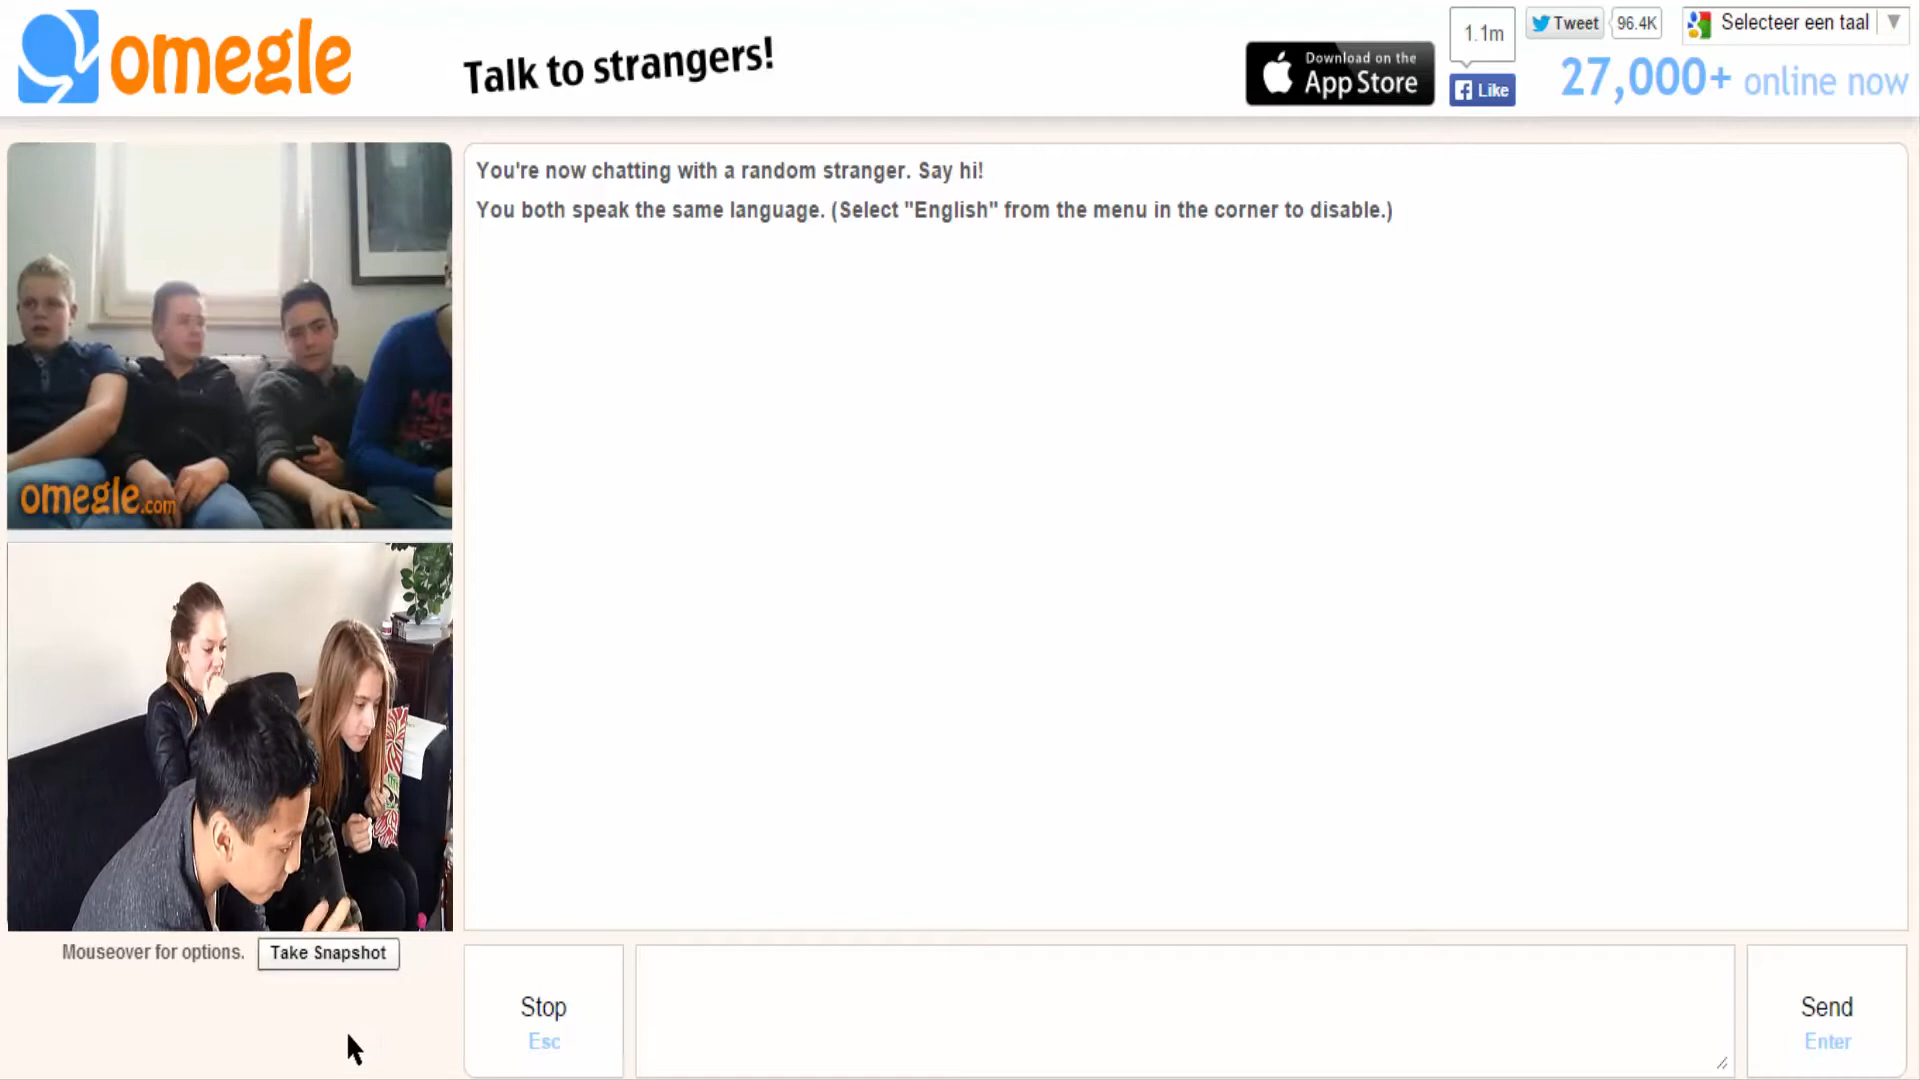 omegle
Talk to strangers!
Download on the
App Store
1.1m
Like
Tweet
96.4K
Selecteer een taal
27,000+ online now
You're now chatting with a random stranger. Say hi!
You both speak the same language. (Select "English" from the menu in the corner to disable.)
omegle.com
Mouseover for options.
Take Snapshot
Stop
Esc
Send
Enter